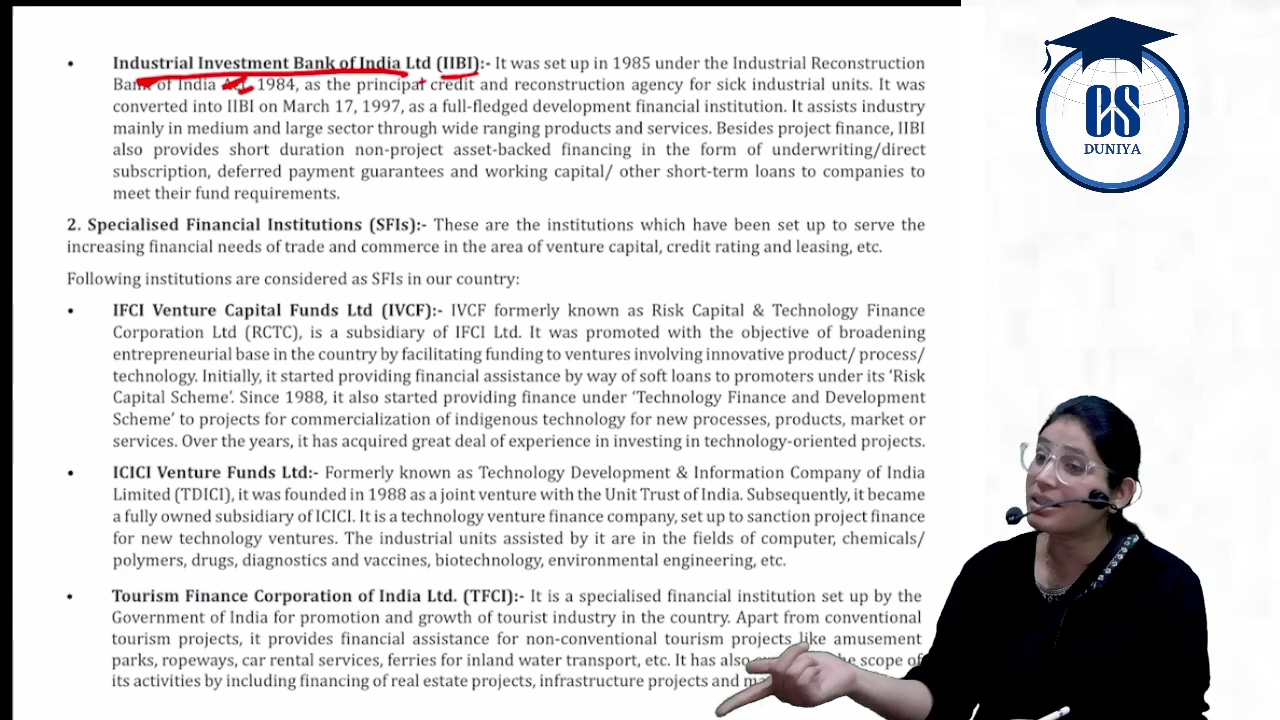 • Industrial Investment Bank of India Ltd (IIBI):- It was set up in 1985 under the Industrial Reconstruction
Bank of India Act, 1984, as the principal credit and reconstruction agency for sick industrial units. It was
converted into IIBI on March 17, 1997, as a full-fledged development financial institution. It assists industry
mainly in medium and large sector through wide ranging products and services. Besides project finance, IIBI
also provides short duration non-project asset-backed financing in the form of underwriting/direct
subscription, deferred payment guarantees and working capital/ other short-term loans to companies to
meet their fund requirements.
2. Specialised Financial Institutions (SFIs):- These are the institutions which have been set up to serve the
increasing financial needs of trade and commerce in the area of venture capital, credit rating and leasing, etc.
Following institutions are considered as SFIs in our country:
• IFCI Venture Capital Funds Ltd (IVCF):- IVCF formerly known as Risk Capital & Technology Finance
Corporation Ltd (RCTC), is a subsidiary of IFCI Ltd. It was promoted with the objective of broadening
entrepreneurial base in the country by facilitating funding to ventures involving innovative product/ process/
technology. Initially, it started providing financial assistance by way of soft loans to promoters under its ‘Risk
Capital Scheme’. Since 1988, it also started providing finance under ‘Technology Finance and Development
Scheme’ to projects for commercialization of indigenous technology for new processes, products, market or
services. Over the years, it has acquired great deal of experience in investing in technology-oriented projects.
• ICICI Venture Funds Ltd:- Formerly known as Technology Development & Information Company of India
Limited (TDICI), it was founded in 1988 as a joint venture with the Unit Trust of India. Subsequently, it became
a fully owned subsidiary of ICICI. It is a technology venture finance company, set up to sanction project finance
for new technology ventures. The industrial units assisted by it are in the fields of computer, chemicals/
polymers, drugs, diagnostics and vaccines, biotechnology, environmental engineering, etc.
• Tourism Finance Corporation of India Ltd. (TFCI):- It is a specialised financial institution set up by the
Government of India for promotion and growth of tourist industry in the country. Apart from conventional
tourism projects, it provides financial assistance for non-conventional tourism projects like amusement
parks, ropeways, car rental services, ferries for inland water transport, etc. It has also the scope of
its activities by including financing of real estate projects, infrastructure projects and
CS
DUNIYA